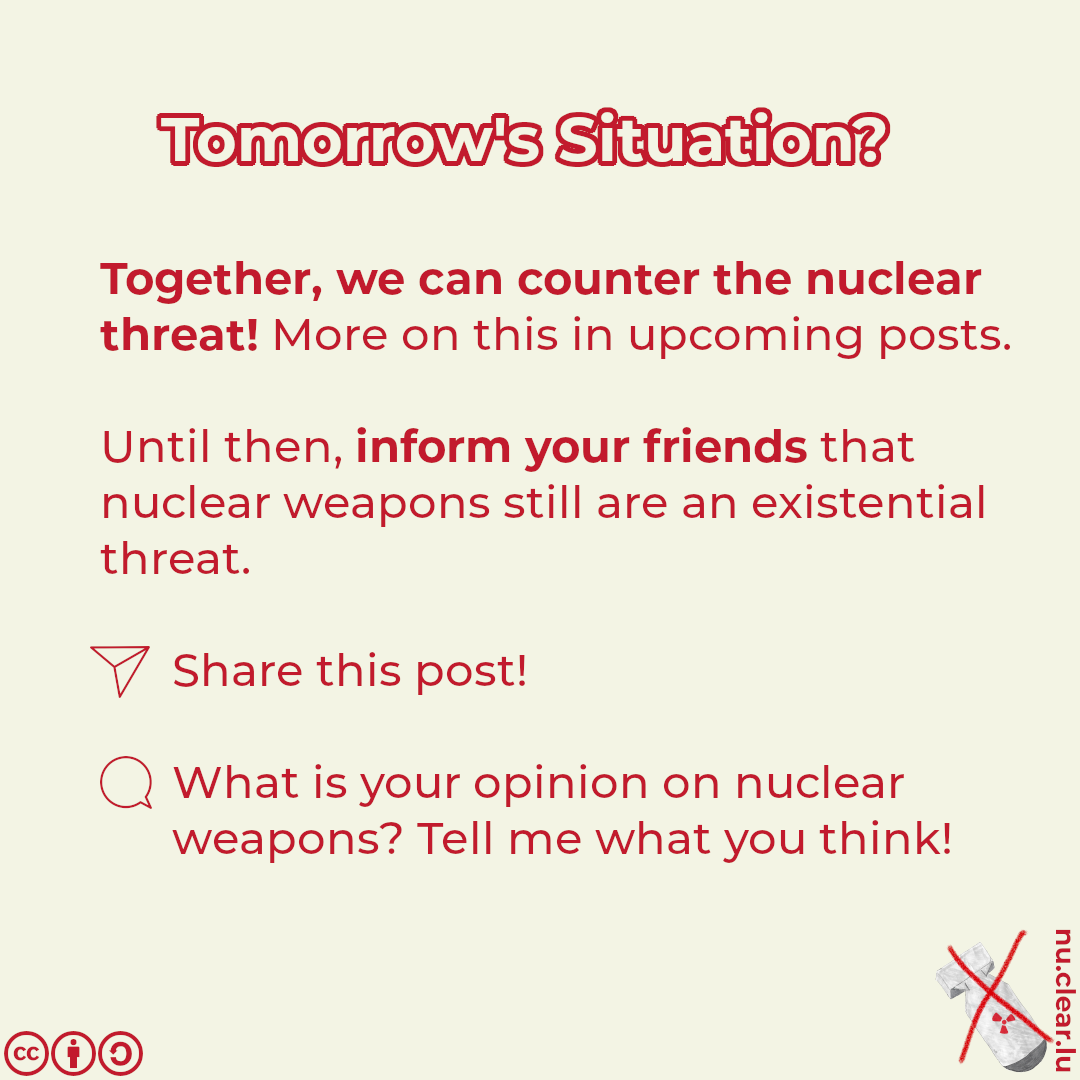 Tomorrow's Situation?
Together, we can counter the nuclear
threat! More on this in upcoming posts.
Until then, inform your friends that
nuclear weapons still are an existential
threat.
Share this post!
What is your opinion on nuclear
weapons? Tell me what you think!
nu.clear.lu
cc